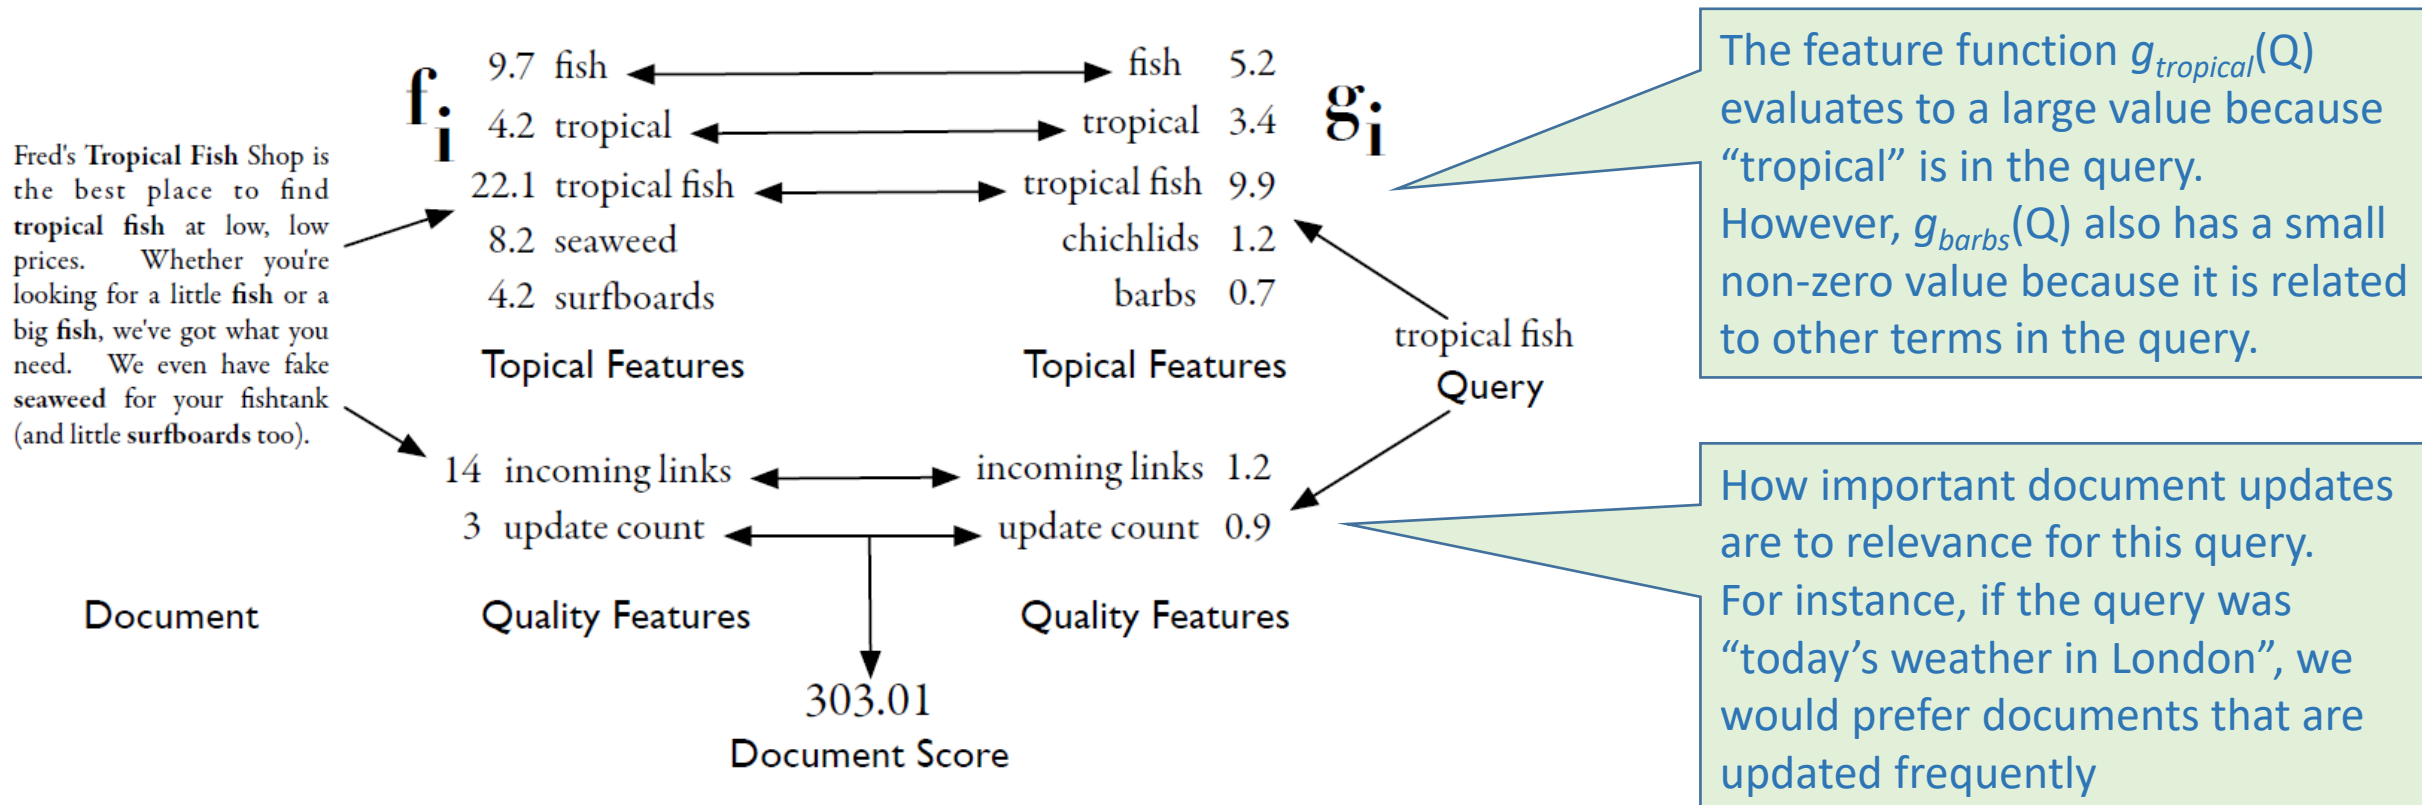 Fred's Tropical Fish Shop is
the best place to find
tropical fish at low, low
prices. Whether you're
looking for a little fish or a
big fish, we've got what you
need. We even have fake
seaweed for your fishtank
(and little surfboards too).
Document
fi
9.7 fish
4.2 tropical
22.1 tropical fish
8.2 seaweed
4.2 surfboards
Topical Features
14 incoming links
3 update count
Quality Features
303.01
Document Score
fish 5.2
tropical 3.4
tropical fish 9.9
chichlids 1.2
barbs 0.7
Topical Features
gi
incoming links 1.2
update count 0.9
Quality Features
tropical fish
Query
The feature function gtropical(Q)
evaluates to a large value because
“tropical” is in the query.
However, gbarbs(Q) also has a small
non-zero value because it is related
to other terms in the query.
How important document updates
are to relevance for this query.
For instance, if the query was
“today’s weather in London”, we
would prefer documents that are
updated frequently